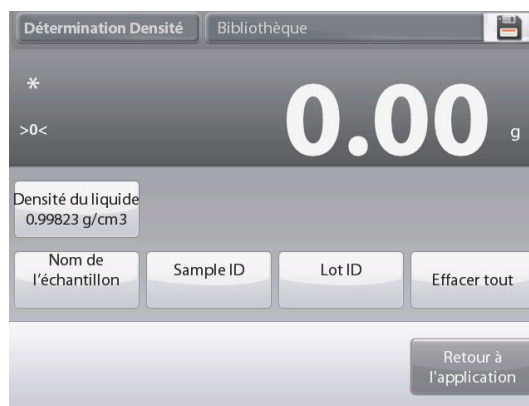 Détermination Densité Bibliothèque
*
>0<
0.00 g
Densité du liquide
0.99823 g/cm3
Nom de
l'échantillon
Sample ID
Lot ID
Effacer tout
Retour à
l'application